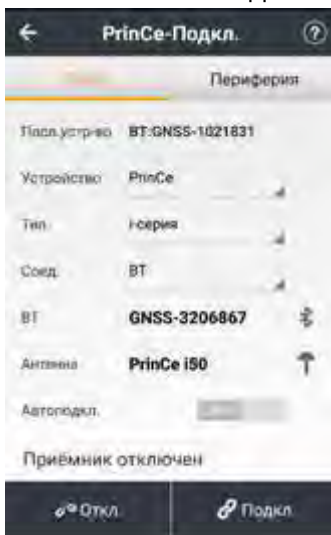 PrinCe-Подкл.
Периферия
Посл.устр-во BT:GNSS-1021831
Устройство PrinCe
Тип i-серия
Соед. BT
BT GNSS-3206867
Антенна PrinCe i50
Автоподкл.
Приёмник отключен
Откл. Подкл.